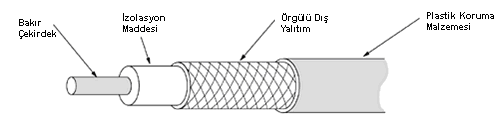 Bakır
Çekirdek
İzolasyon
Maddesi
Örgülü Dış
Yalıtım
Plastik Koruma
Malzemesi